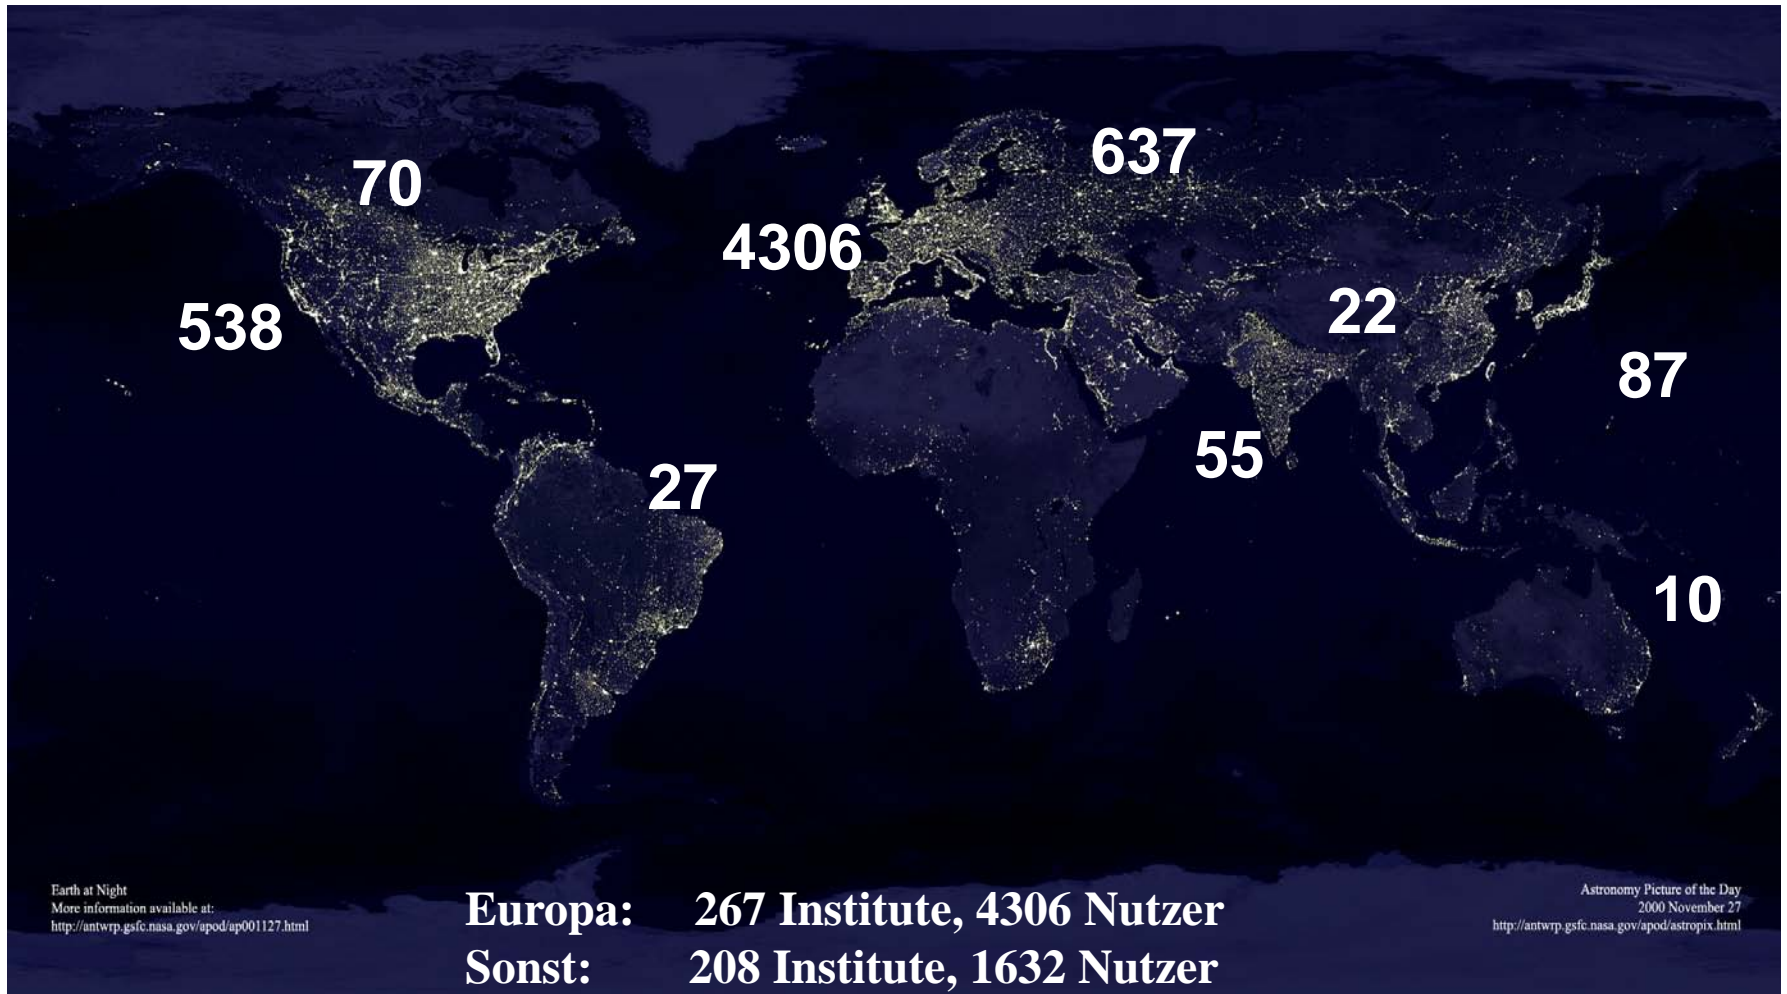 637
70
4306
22
538
87
55
27
10
Earth at Night
More information available at:
http://antwrp.gsfc.nasa.gov/apod/ap001127.html
Astronomy Picture of the Day
2000 November 27
http://antwrp.gsfc.nasa.gov/apod/astropix.html
Europa: 267 Institute, 4306 Nutzer
Sonst: 208 Institute, 1632 Nutzer